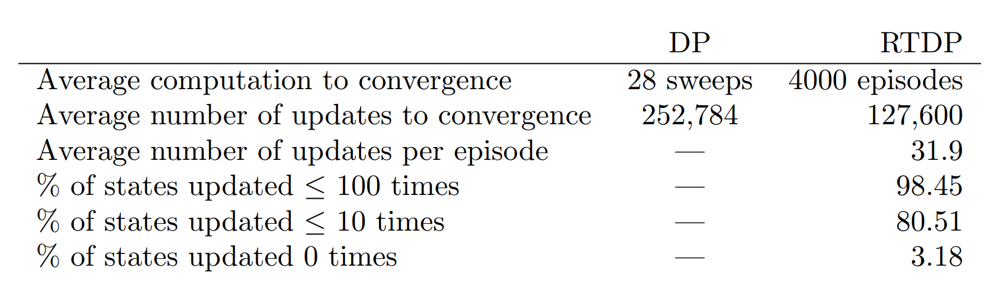 DP RTDP
Average computation to convergence 28 sweeps 4000 episodes
Average number of updates to convergence 252,784 127,600
Average number of updates per episode — 31.9
% of states updated ≤ 100 times — 98.45
% of states updated ≤ 10 times — 80.51
% of states updated 0 times — 3.18